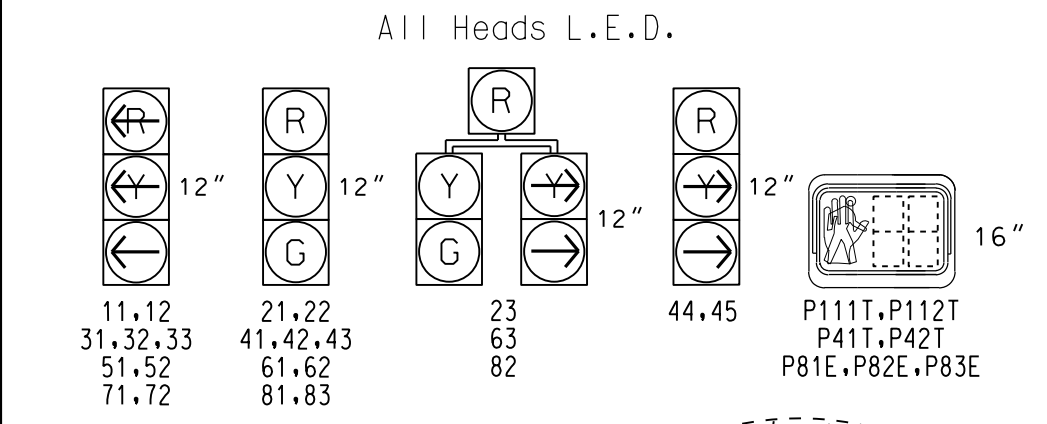 All Heads L.E.D.
R
Y
12"
R
Y
G
12"
R
Y
Y
G
12"
R
Y
12"
16"
11,12
31,32,33
51,52
71,72
21,22
41,42,43
61,62
81,83
23
63
82
44,45
P111T,P112T
P41T,P42T
P81E,P82E,P83E